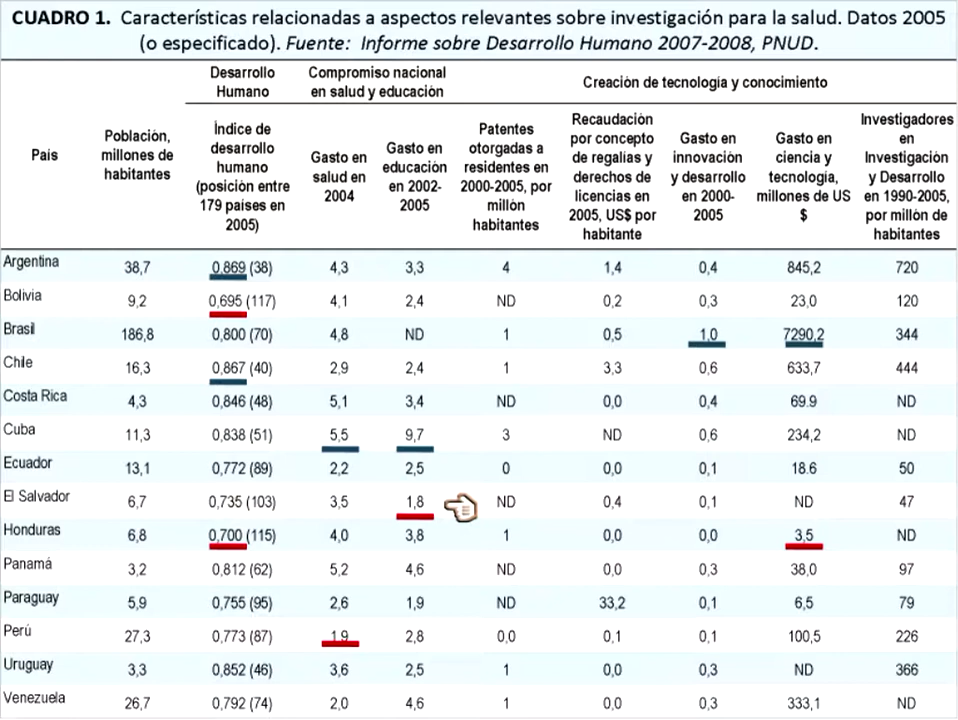 CUADRO 1. Características relacionadas a aspectos relevantes sobre investigación para la salud. Datos 2005
(o especificado). Fuente: Informe sobre Desarrollo Humano 2007-2008, PNUD.
Desarrollo Humano Compromiso nacional en salud y educación Creación de tecnología y conocimiento
País Población, millones de habitantes Índice de desarrollo humano (posición entre 179 países en 2005) Gasto en salud en 2004 Gasto en educación en 2002-2005 Patentes otorgadas a residentes en 2000-2005, por millón habitantes Recaudación por concepto de regalías y derechos de licencias en 2005, US$ por habitante Gasto en innovación y desarrollo en 2000-2005 Gasto en ciencia y tecnología, millones de US $ Investigadores en Investigación y Desarrollo en 1990-2005, por millón de habitantes
Argentina 38,7 0,869 (38) 4,3 3,3 4 1,4 0,4 845,2 720
Bolivia 9,2 0,695 (117) 4,1 2,4 ND 0,2 0,3 23,0 120
Brasil 186,8 0,800 (70) 4,8 ND 1 0,5 1,0 7290,2 344
Chile 16,3 0,867 (40) 2,9 2,4 1 3,3 0,6 633,7 444
Costa Rica 4,3 0,846 (48) 5,1 3,4 ND 0,0 0,4 69.9 ND
Cuba 11,3 0,838 (51) 5,5 9,7 3 ND 0,6 234,2 ND
Ecuador 13,1 0,772 (89) 2,2 2,5 0 0,0 0,1 18.6 50
El Salvador 6,7 0,735 (103) 3,5 1,8 ND 0,4 0,1 ND 47
Honduras 6,8 0,700 (115) 4,0 3,8 1 0,0 0,0 3,5 ND
Panamá 3,2 0,812 (62) 5,2 4,6 ND 0,0 0,3 38,0 97
Paraguay 5,9 0,755 (95) 2,6 1,9 ND 33,2 0,1 6,5 79
Perú 27,3 0,773 (87) 1,9 2,8 0,0 0,1 0,1 100,5 226
Uruguay 3,3 0,852 (46) 3,6 2,5 1 0,0 0,3 ND 366
Venezuela 26,7 0,792 (74) 2,0 4,6 1 0,0 0,3 333,1 ND